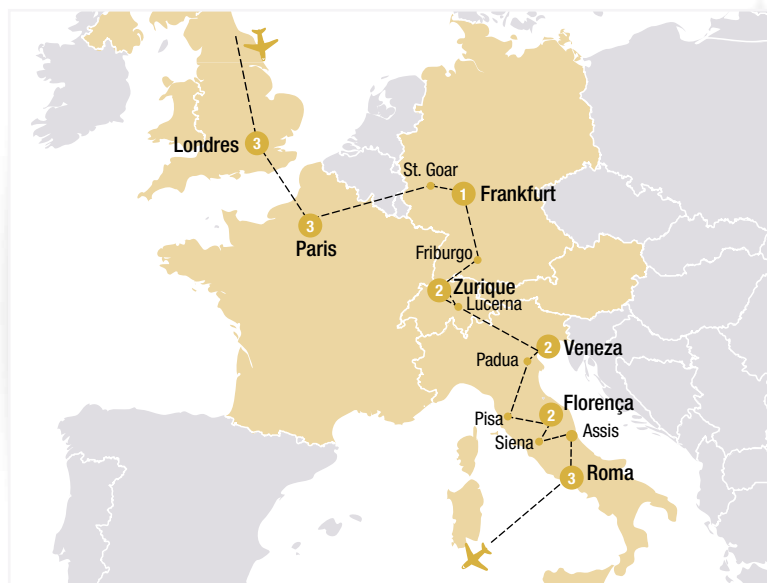 Londres
3
St. Goar
1
Frankfurt
3
Paris
Friburgo
2
Zurique
Lucerna
2
Veneza
Padua
Florença
2
Pisa
Assis
Siena
3
Roma